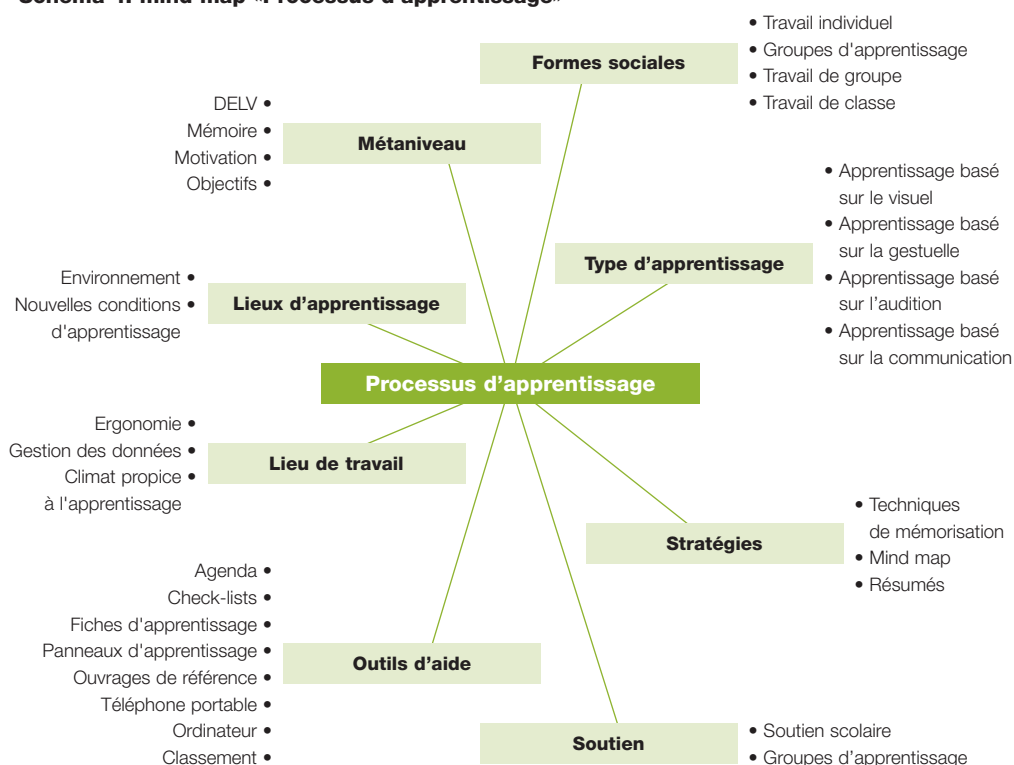 mind map «Processus d'apprentissage»
• Travail individuel
• Groupes d'apprentissage
• Travail de groupe
• Travail de classe
Formes sociales
DELV •
Mémoire •
Motivation •
Objectifs •
Métaniveau
• Apprentissage basé
sur le visuel
• Apprentissage basé
sur la gestuelle
• Apprentissage basé
sur l'audition
• Apprentissage basé
sur la communication
Type d'apprentissage
Environnement •
Nouvelles conditions •
d'apprentissage
Lieux d'apprentissage
Processus d'apprentissage
Ergonomie •
Gestion des données •
Climat propice •
à l'apprentissage
Lieu de travail
Stratégies
• Techniques
de mémorisation
• Mind map
• Résumés
Agenda •
Check-lists •
Fiches d'apprentissage •
Panneaux d'apprentissage •
Ouvrages de référence •
Téléphone portable •
Ordinateur •
Classement •
Outils d'aide
Soutien
• Soutien scolaire
• Groupes d'apprentissage